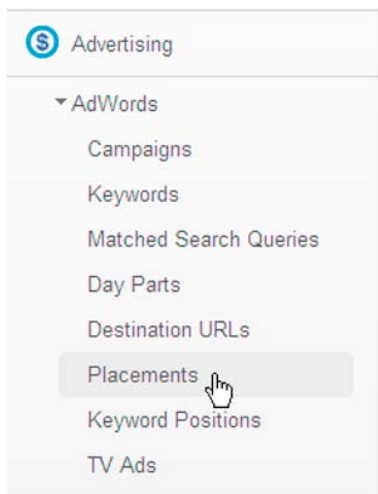 Advertising
AdWords
Campaigns
Keywords
Matched Search Queries
Day Parts
Destination URLs
Placements
Keyword Positions
TV Ads